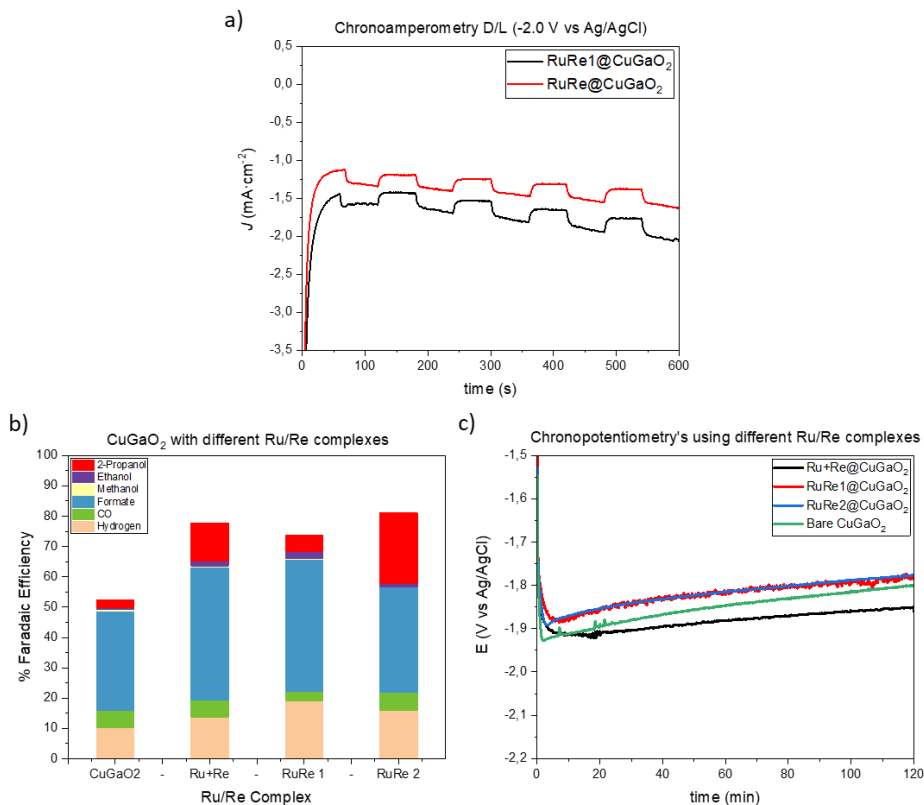 a)
Chronoamperometry D/L (-2.0 V vs Ag/AgCl)
0,5
0,0
-0,5
-1,0
-1,5
-2,0
-2,5
-3,0
-3,5
J (mA·cm⁻²)
RuRe1@CuGaO₂
RuRe@CuGaO₂
0
100
200
300
400
500
600
time (s)
b)
CuGaO₂ with different Ru/Re complexes
100
90
80
70
60
50
40
30
20
10
0
% Faradaic Efficiency
2-Propanol
Ethanol
Methanol
Formate
CO
Hydrogen
CuGaO2 - Ru+Re - RuRe 1 - RuRe 2
Ru/Re Complex
c)
Chronopotentiometry's using different Ru/Re complexes
-1,5
-1,6
-1,7
-1,8
-1,9
-2,0
-2,1
-2,2
E (V vs Ag/AgCl)
Ru+Re@CuGaO₂
RuRe1@CuGaO₂
RuRe2@CuGaO₂
Bare CuGaO₂
0
20
40
60
80
100
120
time (min)